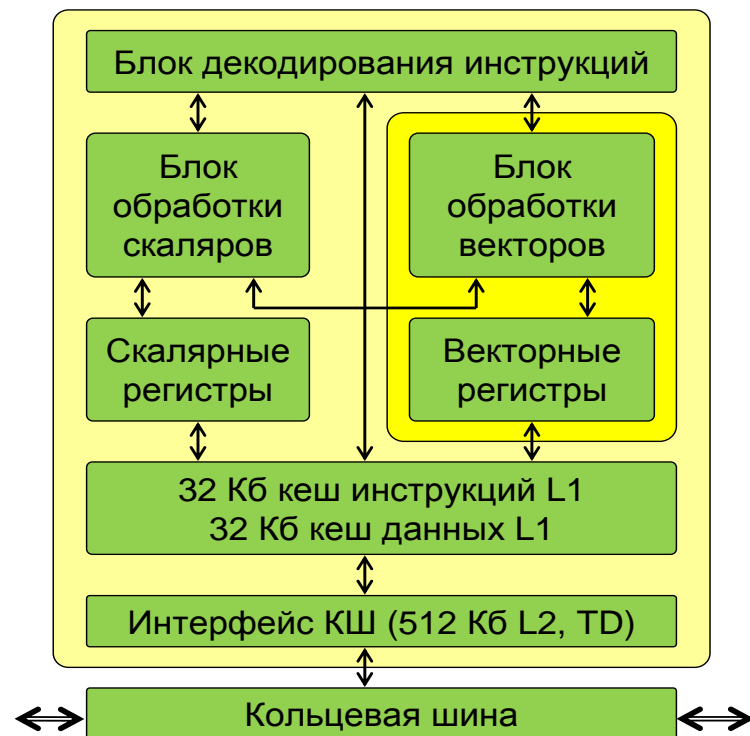 Блок декодирования инструкций
Блок
обработки
скаляров
Блок
обработки
векторов
Скалярные
регистры
Векторные
регистры
32 Кб кеш инструкций L1
32 Кб кеш данных L1
Интерфейс КШ (512 Кб L2, TD)
Кольцевая шина